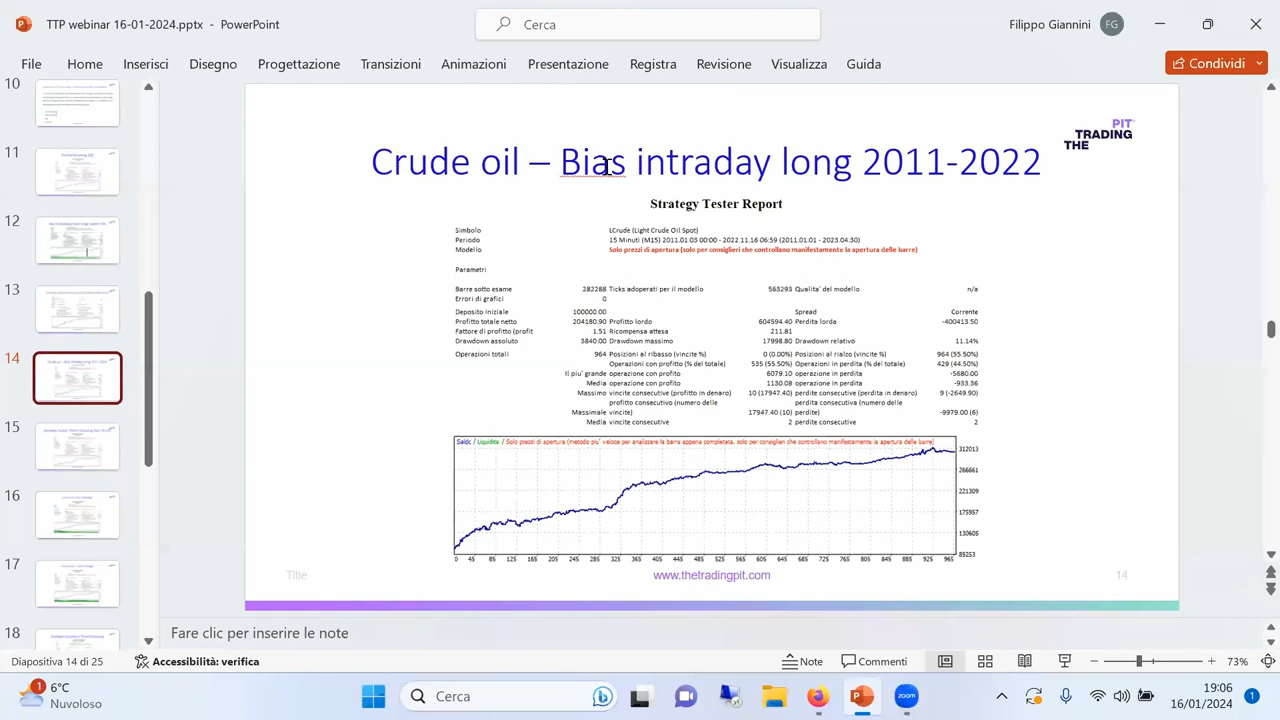 TTP webinar 16-01-2024.pptx - PowerPoint
Cerca
Filippo Giannini FG
File Home Inserisci Disegno Progettazione Transizioni Animazioni Presentazione Registra Revisione Visualizza Guida Condividi
10
11
12
13
14
15
16
17
18
PIT
TRADING
THE
Crude oil – Bias intraday long 2011-2022
Strategy Tester Report
Simbolo LCrude (Light Crude Oil Spot)
Periodo 15 Minuti (M15) 2011.01.03 00:00 - 2022.11.16 06:59 (2011.01.01 - 2023.04.30)
Modello Solo prezzi di apertura (solo per consiglieri che controllano manifestamente la apertura delle barre)
Parametri
Barre sotto esame 282288 Ticks adoperati per il modello 563293 Qualita' del modello n/a
Errori di grafici 0
Deposito iniziale 100000.00 Spread Corrente
Profitto totale netto 204180.90 Profitto lordo 604594.40 Perdita lorda -400413.50
Fattore di profitto (profit 1.51 Ricompensa attesa 211.81
Drawdown assoluto 3840.00 Drawdown massimo 17998.80 Drawdown relativo 11.14%
Operazioni totali 964 Posizioni al ribasso (vincite %) 0 (0.00%) Posizioni al rialzo (vincite %) 964 (55.50%)
Operazioni con profitto (% del totale) 535 (55.50%) Operazioni in perdita (% del totale) 429 (44.50%)
Il piu' grande operazione con profitto 6079.10 operazione in perdita -5680.00
Media operazione con profitto 1130.08 operazione in perdita -933.36
Massimo vincite consecutive (profitto in denaro) 10 (17947.40) perdite consecutive (perdita in denaro) 9 (-2649.90)
profitto consecutivo (numero delle perdita consecutiva (numero delle
Massimale vincite) 17947.40 (10) perdite) -9979.00 (6)
Media vincite consecutive 2 perdite consecutive 2
Saldo / Liquidita / Solo prezzi di apertura (metodo piu' veloce per analizzare la barra appena completata, solo per consiglieri che controllano manifestamente la apertura delle barre)
312013
266661
221309
175957
130605
85253
0 45 85 125 165 205 245 285 325 365 405 445 485 525 565 605 645 685 725 765 805 845 885 925 965
Title www.thetradingpit.com 14
Fare clic per inserire le note
Diapositiva 14 di 25 Accessibilità: verifica Note Commenti 73%
6°C
Nuvoloso
1
Cerca
19:06
16/01/2024